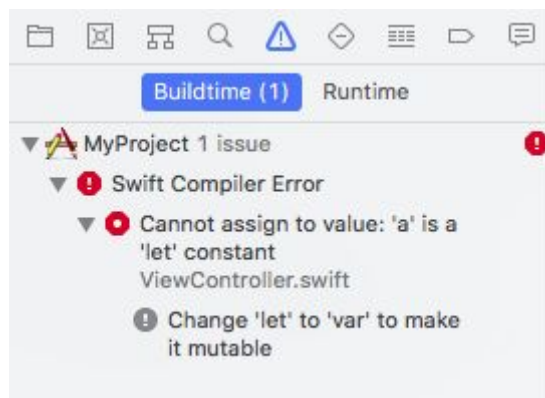 Buildtime (1) Runtime
MyProject 1 issue
Swift Compiler Error
Cannot assign to value: 'a' is a
'let' constant
ViewController.swift
Change 'let' to 'var' to make
it mutable